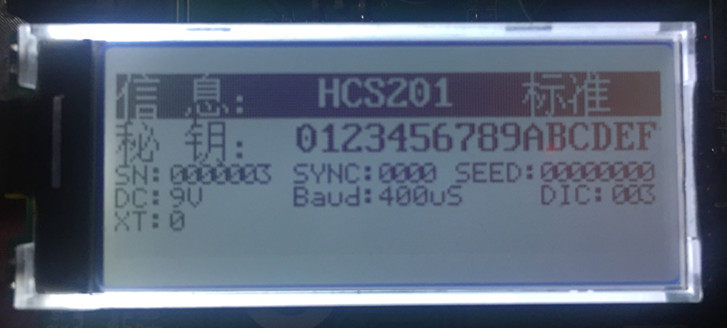 信 息: HCS201 标准
秘 钥: 0123456789ABCDEF
SN:0000003 SYNC:0000 SEED:00000000
DC:9V Baud:400uS DIC:003
XT:0